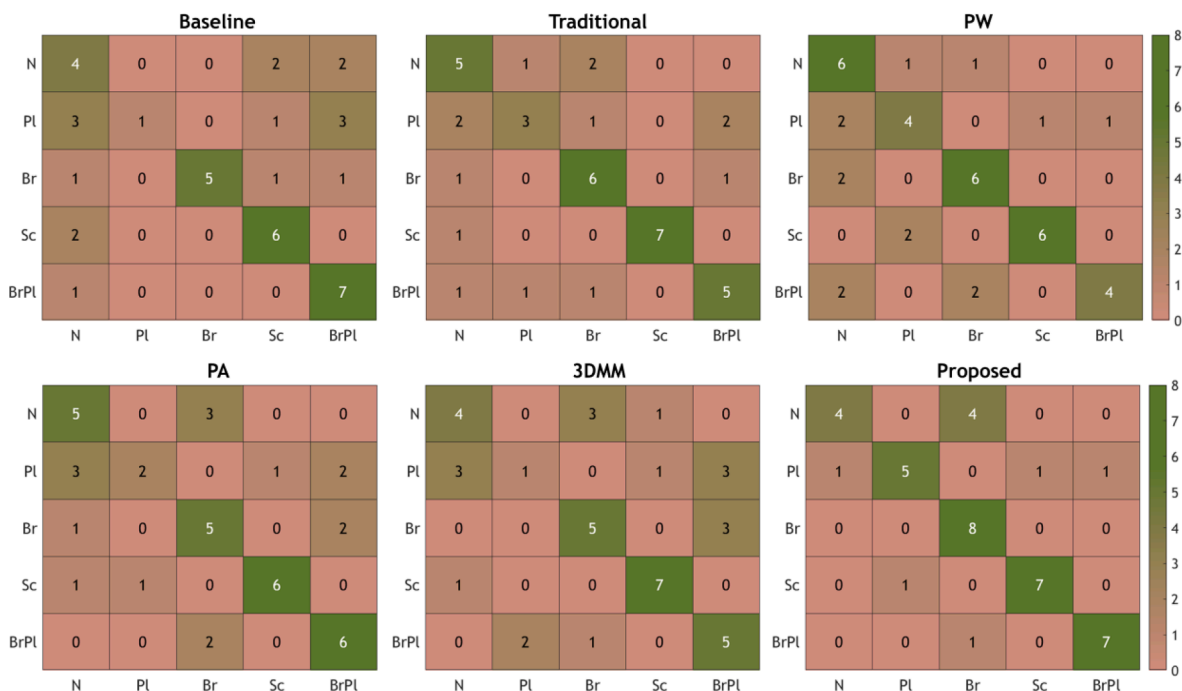 Baseline Traditional PW
N 4 0 0 2 2 N 5 1 2 0 0 N 6 1 1 0 0 8
7
Pl 3 1 0 1 3 Pl 2 3 1 0 2 Pl 2 4 0 1 1 6
5
Br 1 0 5 1 1 Br 1 0 6 0 1 Br 2 0 6 0 0 4
3
Sc 2 0 0 6 0 Sc 1 0 0 7 0 Sc 0 2 0 6 0 2
BrPl 1 0 0 0 7 BrPl 1 1 1 0 5 BrPl 2 0 2 0 4 1
0
N Pl Br Sc BrPl N Pl Br Sc BrPl N Pl Br Sc BrPl
PA 3DMM Proposed
N 5 0 3 0 0 N 4 0 3 1 0 N 4 0 4 0 0 8
7
Pl 3 2 0 1 2 Pl 3 1 0 1 3 Pl 1 5 0 1 1 6
5
Br 1 0 5 0 2 Br 0 0 5 0 3 Br 0 0 8 0 0 4
3
Sc 1 1 0 6 0 Sc 1 0 0 7 0 Sc 0 1 0 7 0 2
BrPl 0 0 2 0 6 BrPl 0 2 1 0 5 BrPl 0 0 1 0 7 1
0
N Pl Br Sc BrPl N Pl Br Sc BrPl N Pl Br Sc BrPl